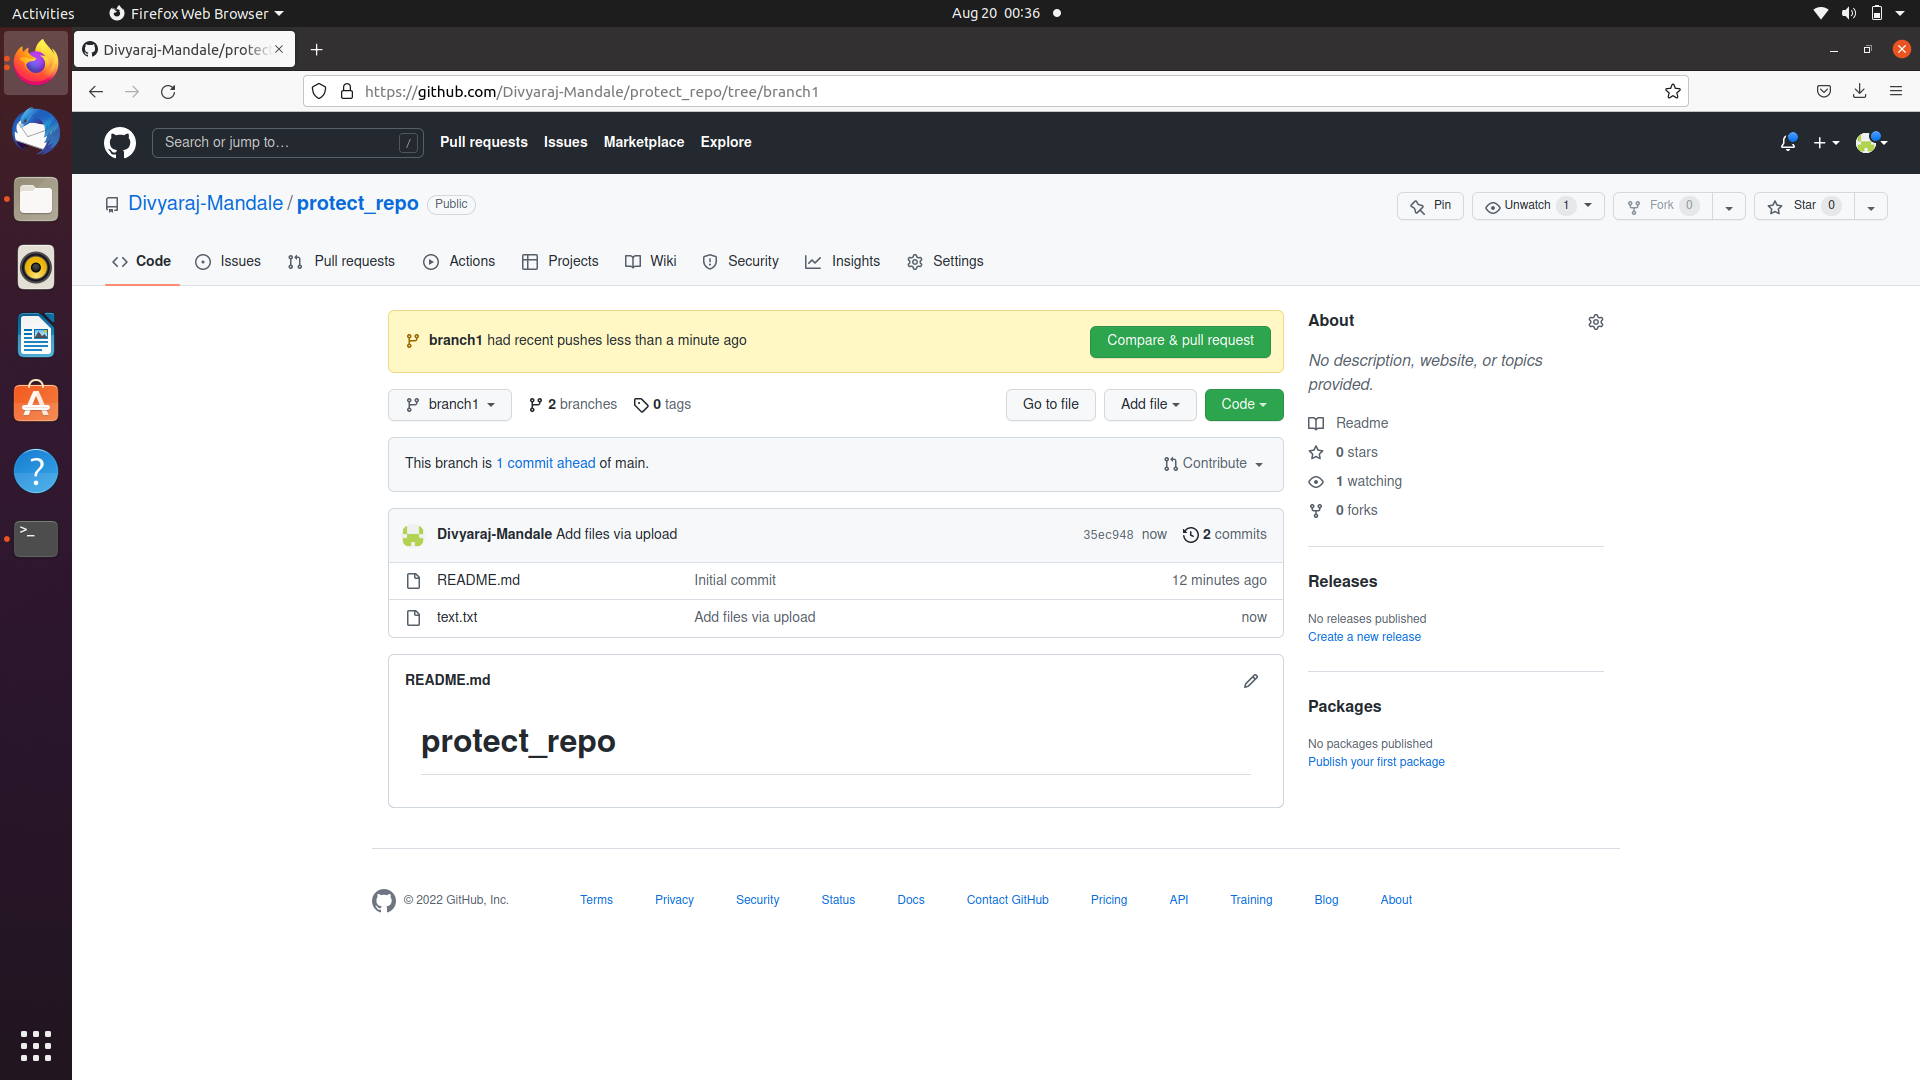 Activities Firefox Web Browser Aug 20 00:36
Divyaraj-Mandale/protec
https://github.com/Divyaraj-Mandale/protect_repo/tree/branch1
Search or jump to… / Pull requests Issues Marketplace Explore
Divyaraj-Mandale / protect_repo Public Pin Unwatch 1 Fork 0 Star 0
Code Issues Pull requests Actions Projects Wiki Security Insights Settings
branch1 had recent pushes less than a minute ago Compare & pull request
branch1 2 branches 0 tags Go to file Add file Code
This branch is 1 commit ahead of main. Contribute
Divyaraj-Mandale Add files via upload 35ec948 now 2 commits
README.md Initial commit 12 minutes ago
text.txt Add files via upload now
README.md
protect_repo
About
No description, website, or topics
provided.
Readme
0 stars
1 watching
0 forks
Releases
No releases published
Create a new release
Packages
No packages published
Publish your first package
© 2022 GitHub, Inc. Terms Privacy Security Status Docs Contact GitHub Pricing API Training Blog About